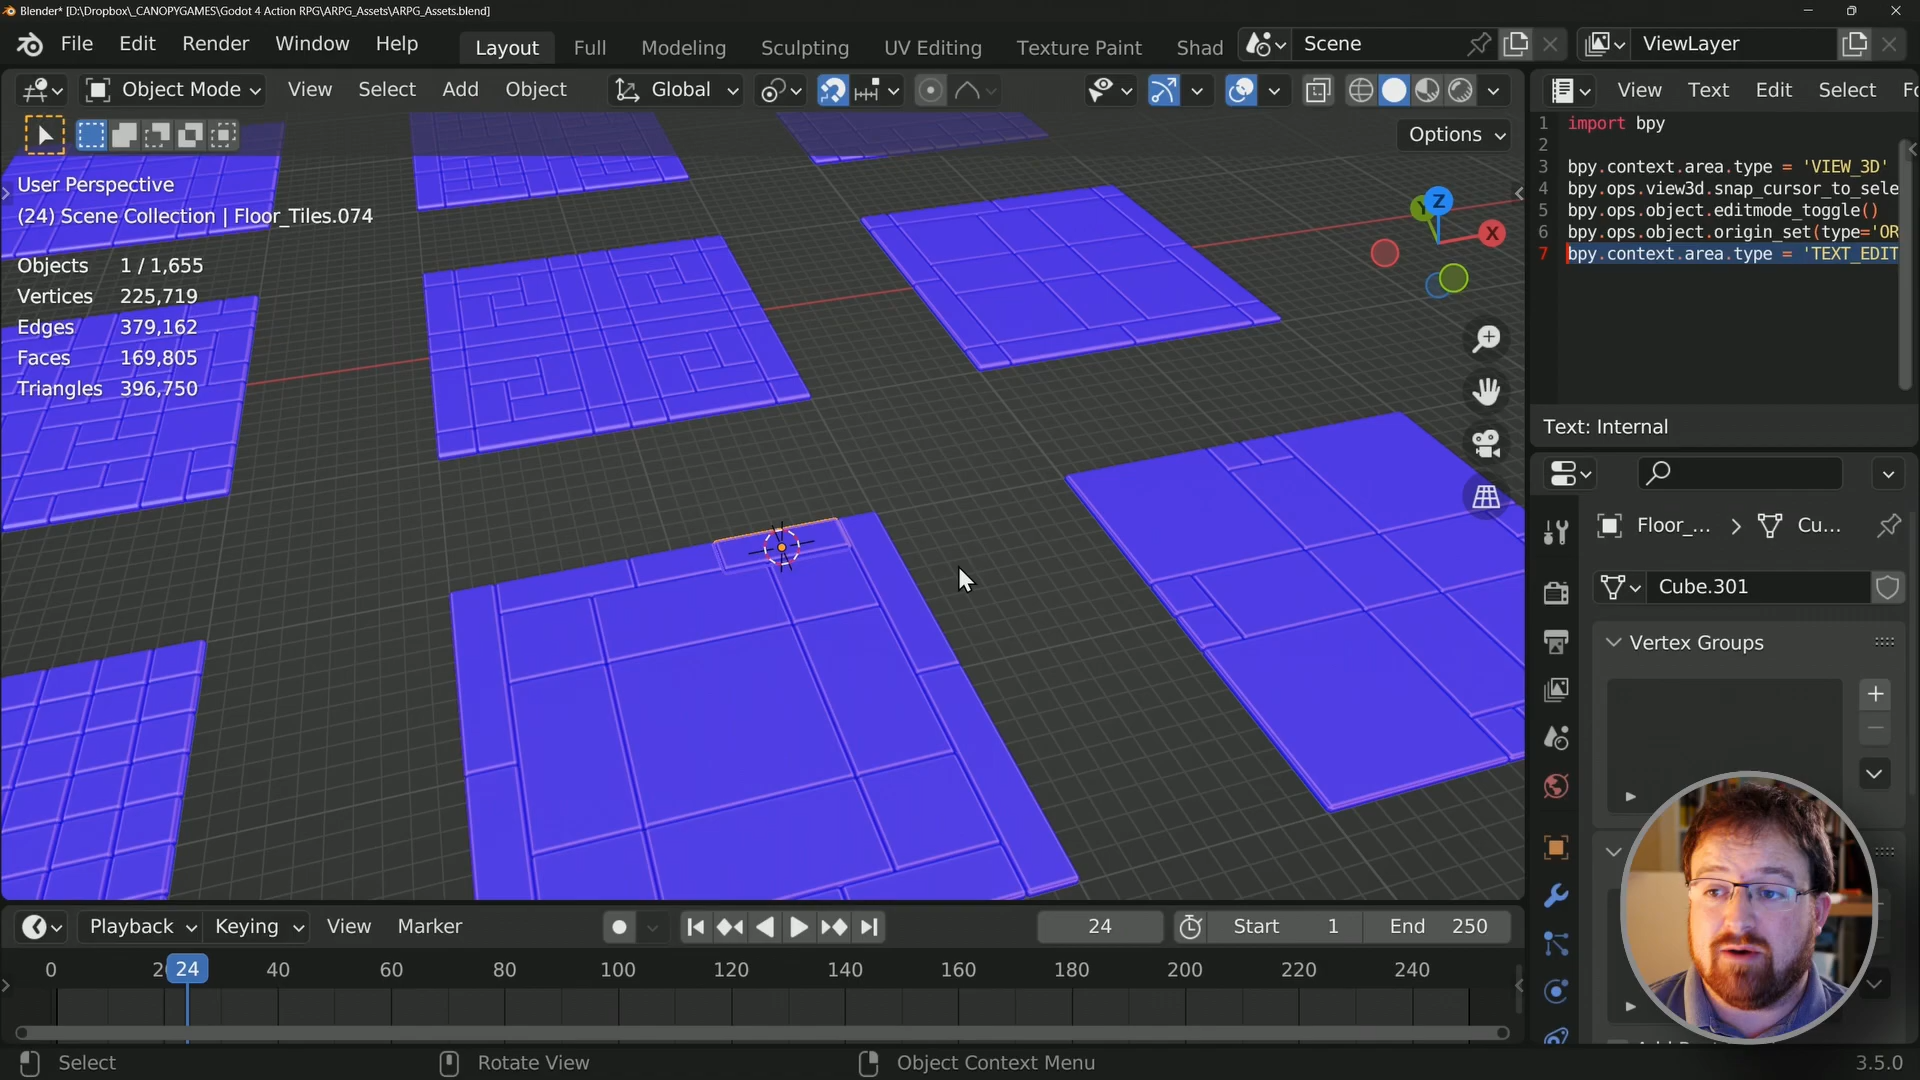 Blender* [D:\Dropbox\_CANOPYGAMES\Godot 4 Action RPG\ARPG_Assets\ARPG_Assets.blend]
File Edit Render Window Help Layout Full Modeling Sculpting UV Editing Texture Paint Shad Scene ViewLayer
Object Mode View Select Add Object Global
View Text Edit Select Fo
Options
User Perspective
(24) Scene Collection | Floor_Tiles.074
Objects 1 / 1,655
Vertices 225,719
Edges 379,162
Faces 169,805
Triangles 396,750
Z
Y
X
1 import bpy
2
3 bpy.context.area.type = 'VIEW_3D'
4 bpy.ops.view3d.snap_cursor_to_sele
5 bpy.ops.object.editmode_toggle()
6 bpy.ops.object.origin_set(type='OR
7 bpy.context.area.type = 'TEXT_EDIT
Text: Internal
Floor_... > Cu...
Cube.301
Vertex Groups
Playback Keying View Marker 24 Start 1 End 250
0 24 40 60 80 100 120 140 160 180 200 220 240
Select Rotate View Object Context Menu 3.5.0